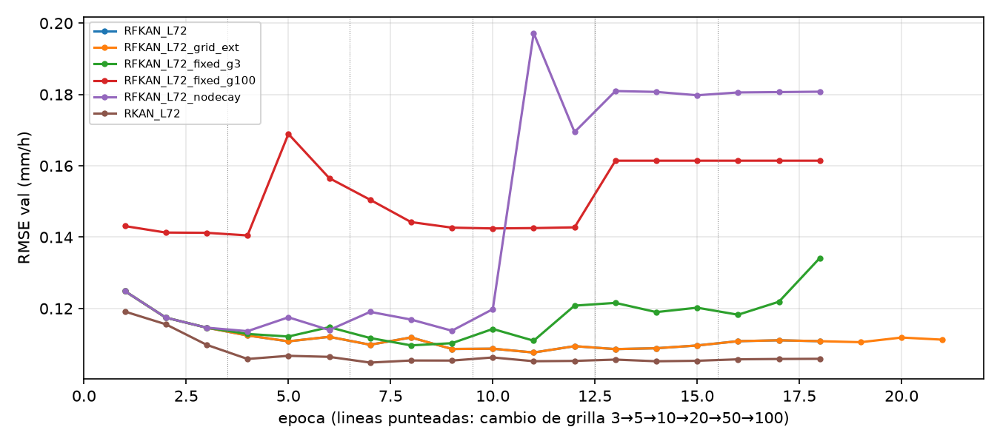 RFKAN_L72
RFKAN_L72_grid_ext
RFKAN_L72_fixed_g3
RFKAN_L72_fixed_g100
RFKAN_L72_nodecay
RKAN_L72
RMSE val (mm/h)
0.20
0.18
0.16
0.14
0.12
0.0 2.5 5.0 7.5 10.0 12.5 15.0 17.5 20.0
epoca (lineas punteadas: cambio de grilla 3→5→10→20→50→100)